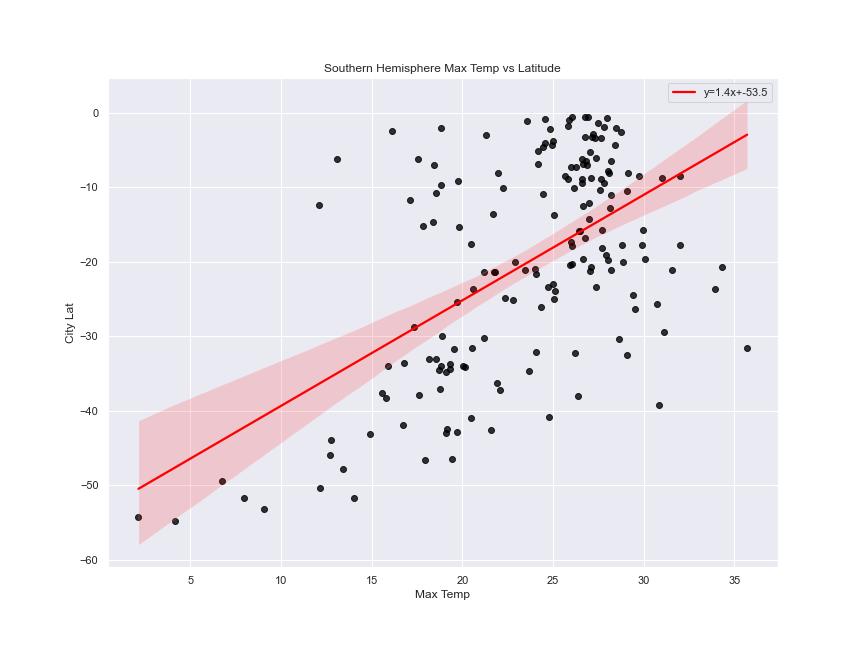 Southern Hemisphere Max Temp vs Latitude
y=1.4x+-53.5
0
−10
−20
−30
−40
−50
−60
City Lat
5 10 15 20 25 30 35
Max Temp